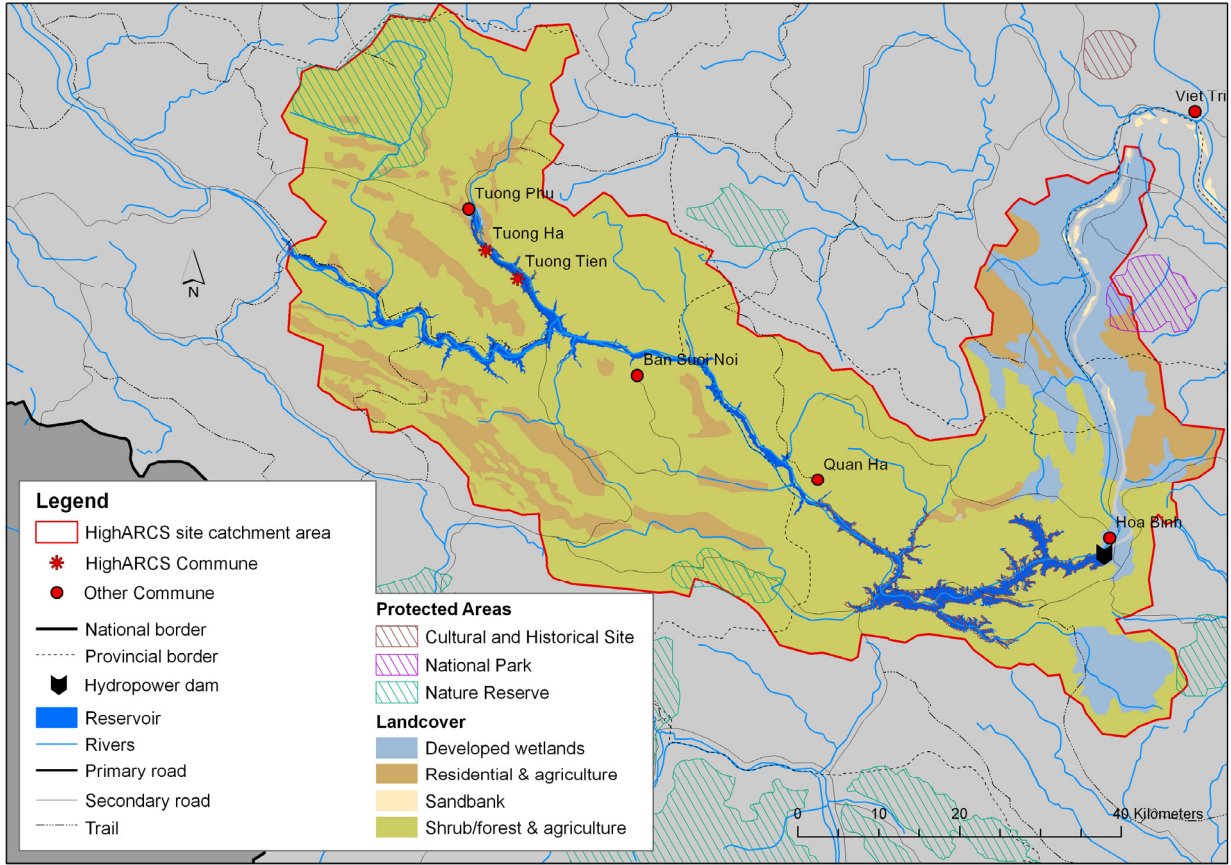 Viet Tri
Tuong Phu
Tuong Ha
Tuong Tien
N
Ban Suoi Noi
Quan Ha
Hoa Binh
Legend
HighARCS site catchment area
HighARCS Commune
Other Commune
National border
Provincial border
Hydropower dam
Reservoir
Rivers
Primary road
Secondary road
Trail
Protected Areas
Cultural and Historical Site
National Park
Nature Reserve
Landcover
Developed wetlands
Residential & agriculture
Sandbank
Shrub/forest & agriculture
0 10 20 40 Kilometers